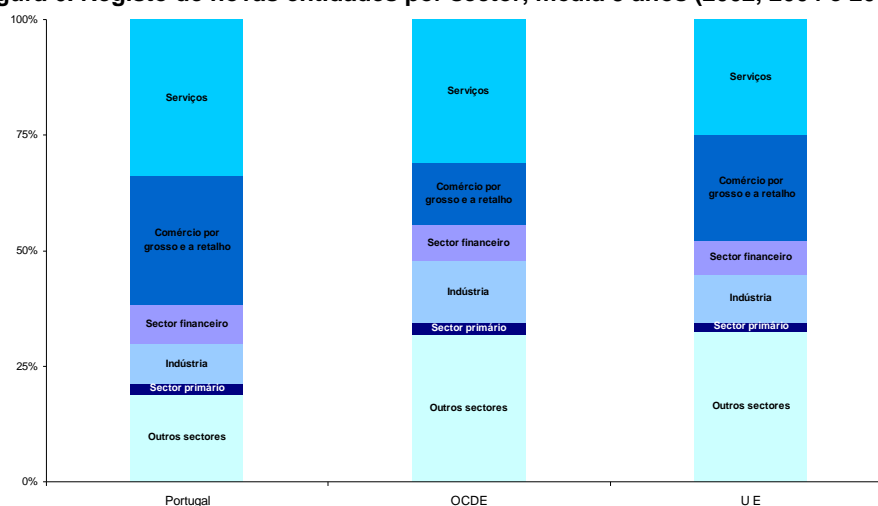 Registo de novas entidades por sector, média 3 anos (2002, 2004 e 20
100%
75%
50%
25%
0%
Serviços
Comércio por
grosso e a retalho
Sector financeiro
Indústria
Sector primário
Outros sectores
Serviços
Comércio por
grosso e a retalho
Sector financeiro
Indústria
Sector primário
Outros sectores
Serviços
Comércio por
grosso e a retalho
Sector financeiro
Indústria
Sector primário
Outros sectores
Portugal
OCDE
U E